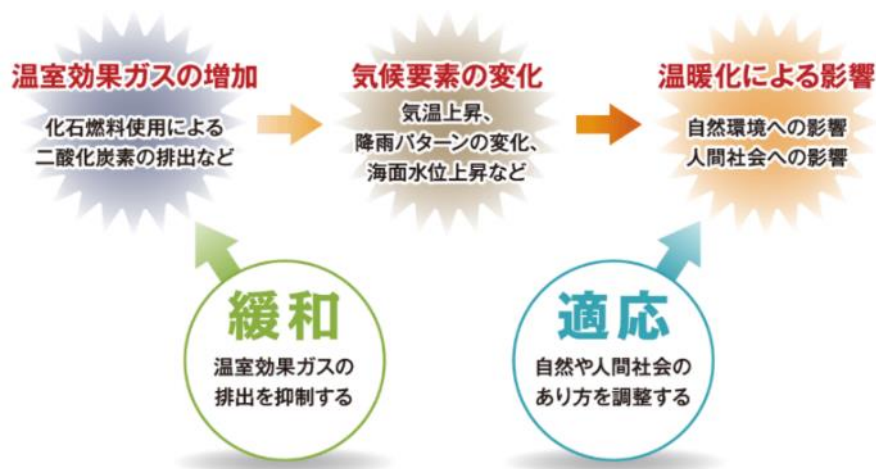 温室効果ガスの増加
化石燃料使用による
二酸化炭素の排出など
気候要素の変化
気温上昇、
降雨パターンの変化、
海面水位上昇など
温暖化による影響
自然環境への影響
人間社会への影響
緩和
温室効果ガスの
排出を抑制する
適応
自然や人間社会の
あり方を調整する